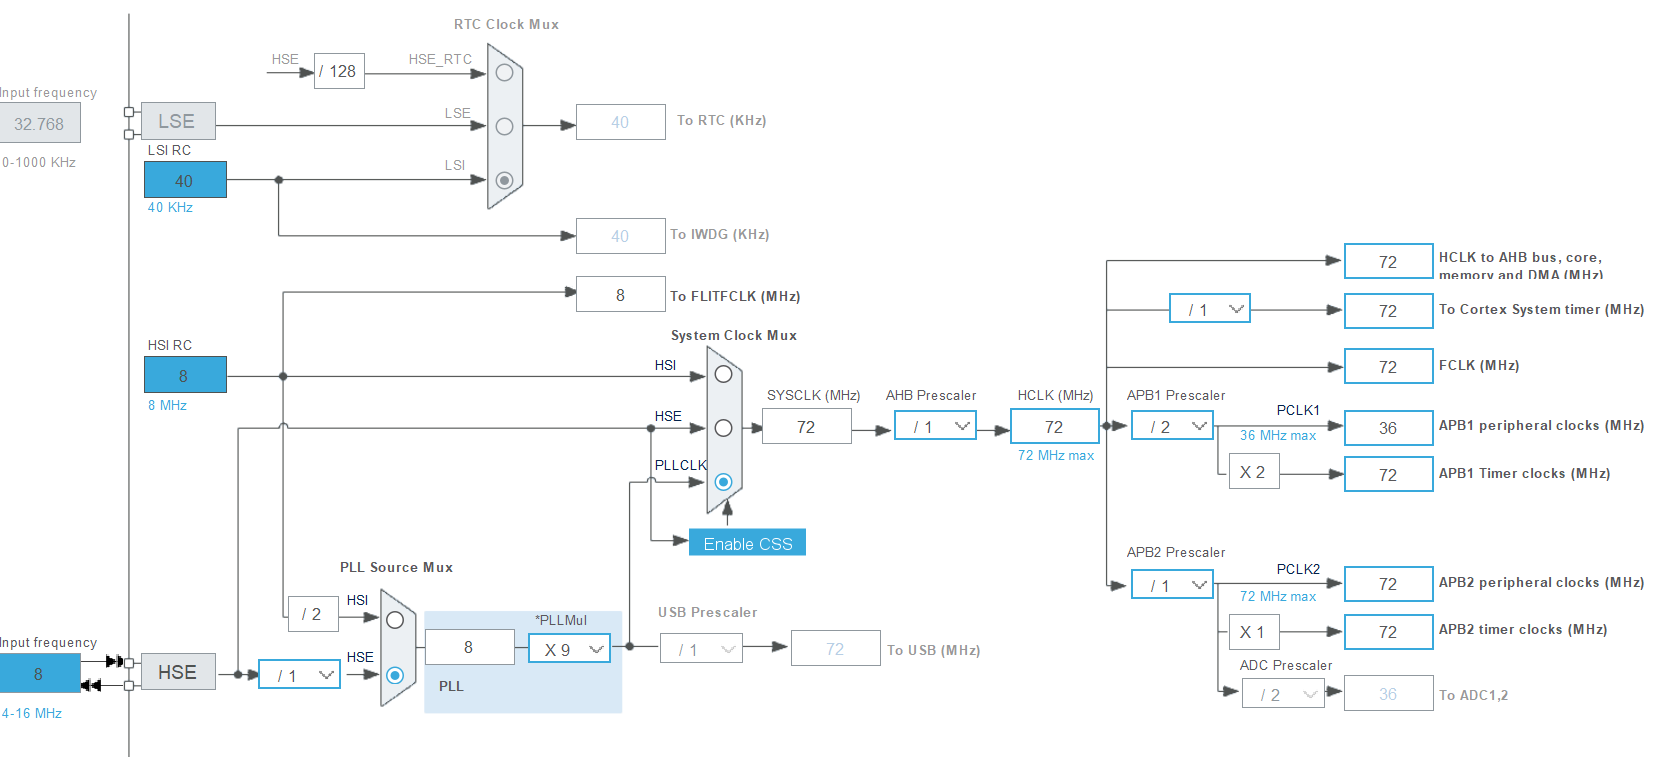 RTC Clock Mux
HSE
/ 128
HSE_RTC
Input frequency
32.768
0-1000 KHz
LSE
LSE
40
To RTC (KHz)
LSI RC
40
40 KHz
LSI
40
To IWDG (KHz)
8
To FLITFCLK (MHz)
HSI RC
8
8 MHz
System Clock Mux
HSI
HSE
PLLCLK
Enable CSS
SYSCLK (MHz)
72
AHB Prescaler
/ 1
HCLK (MHz)
72
72 MHz max
72
HCLK to AHB bus, core,
memory and DMA (MHz)
/ 1
72
To Cortex System timer (MHz)
72
FCLK (MHz)
APB1 Prescaler
/ 2
PCLK1
36 MHz max
36
APB1 peripheral clocks (MHz)
X 2
72
APB1 Timer clocks (MHz)
APB2 Prescaler
/ 1
PCLK2
72 MHz max
72
APB2 peripheral clocks (MHz)
X 1
72
APB2 timer clocks (MHz)
ADC Prescaler
/ 2
36
To ADC1,2
PLL Source Mux
HSI
/ 2
Input frequency
8
4-16 MHz
HSE
/ 1
HSE
8
*PLLMul
X 9
PLL
USB Prescaler
/ 1
72
To USB (MHz)